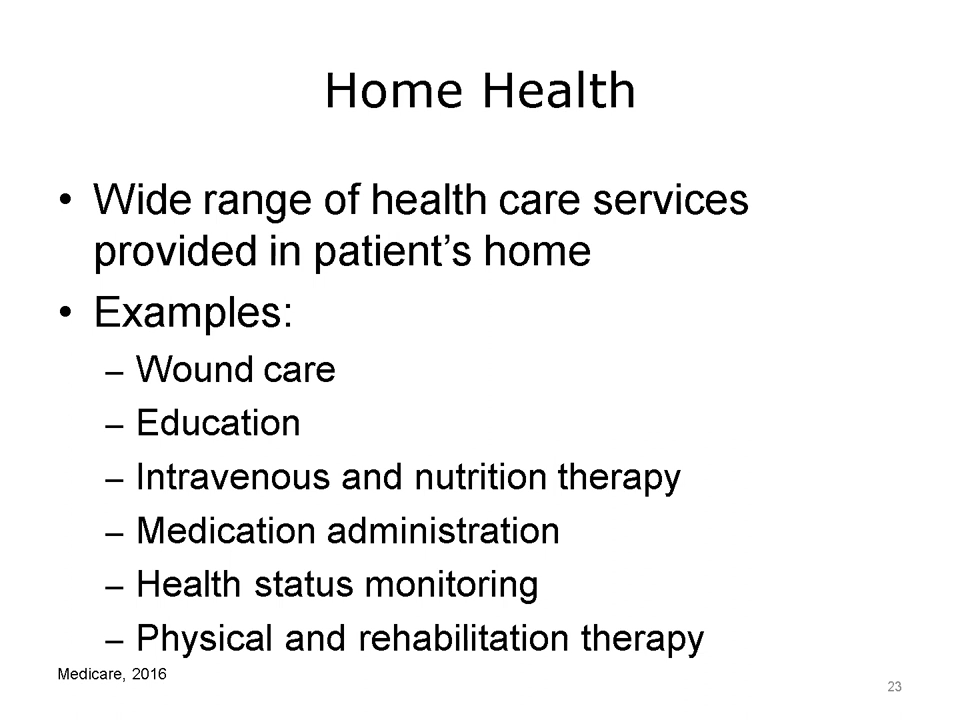 Home Health
• Wide range of health care services
provided in patient's home
• Examples:
– Wound care
– Education
– Intravenous and nutrition therapy
– Medication administration
– Health status monitoring
– Physical and rehabilitation therapy
Medicare, 2016
23